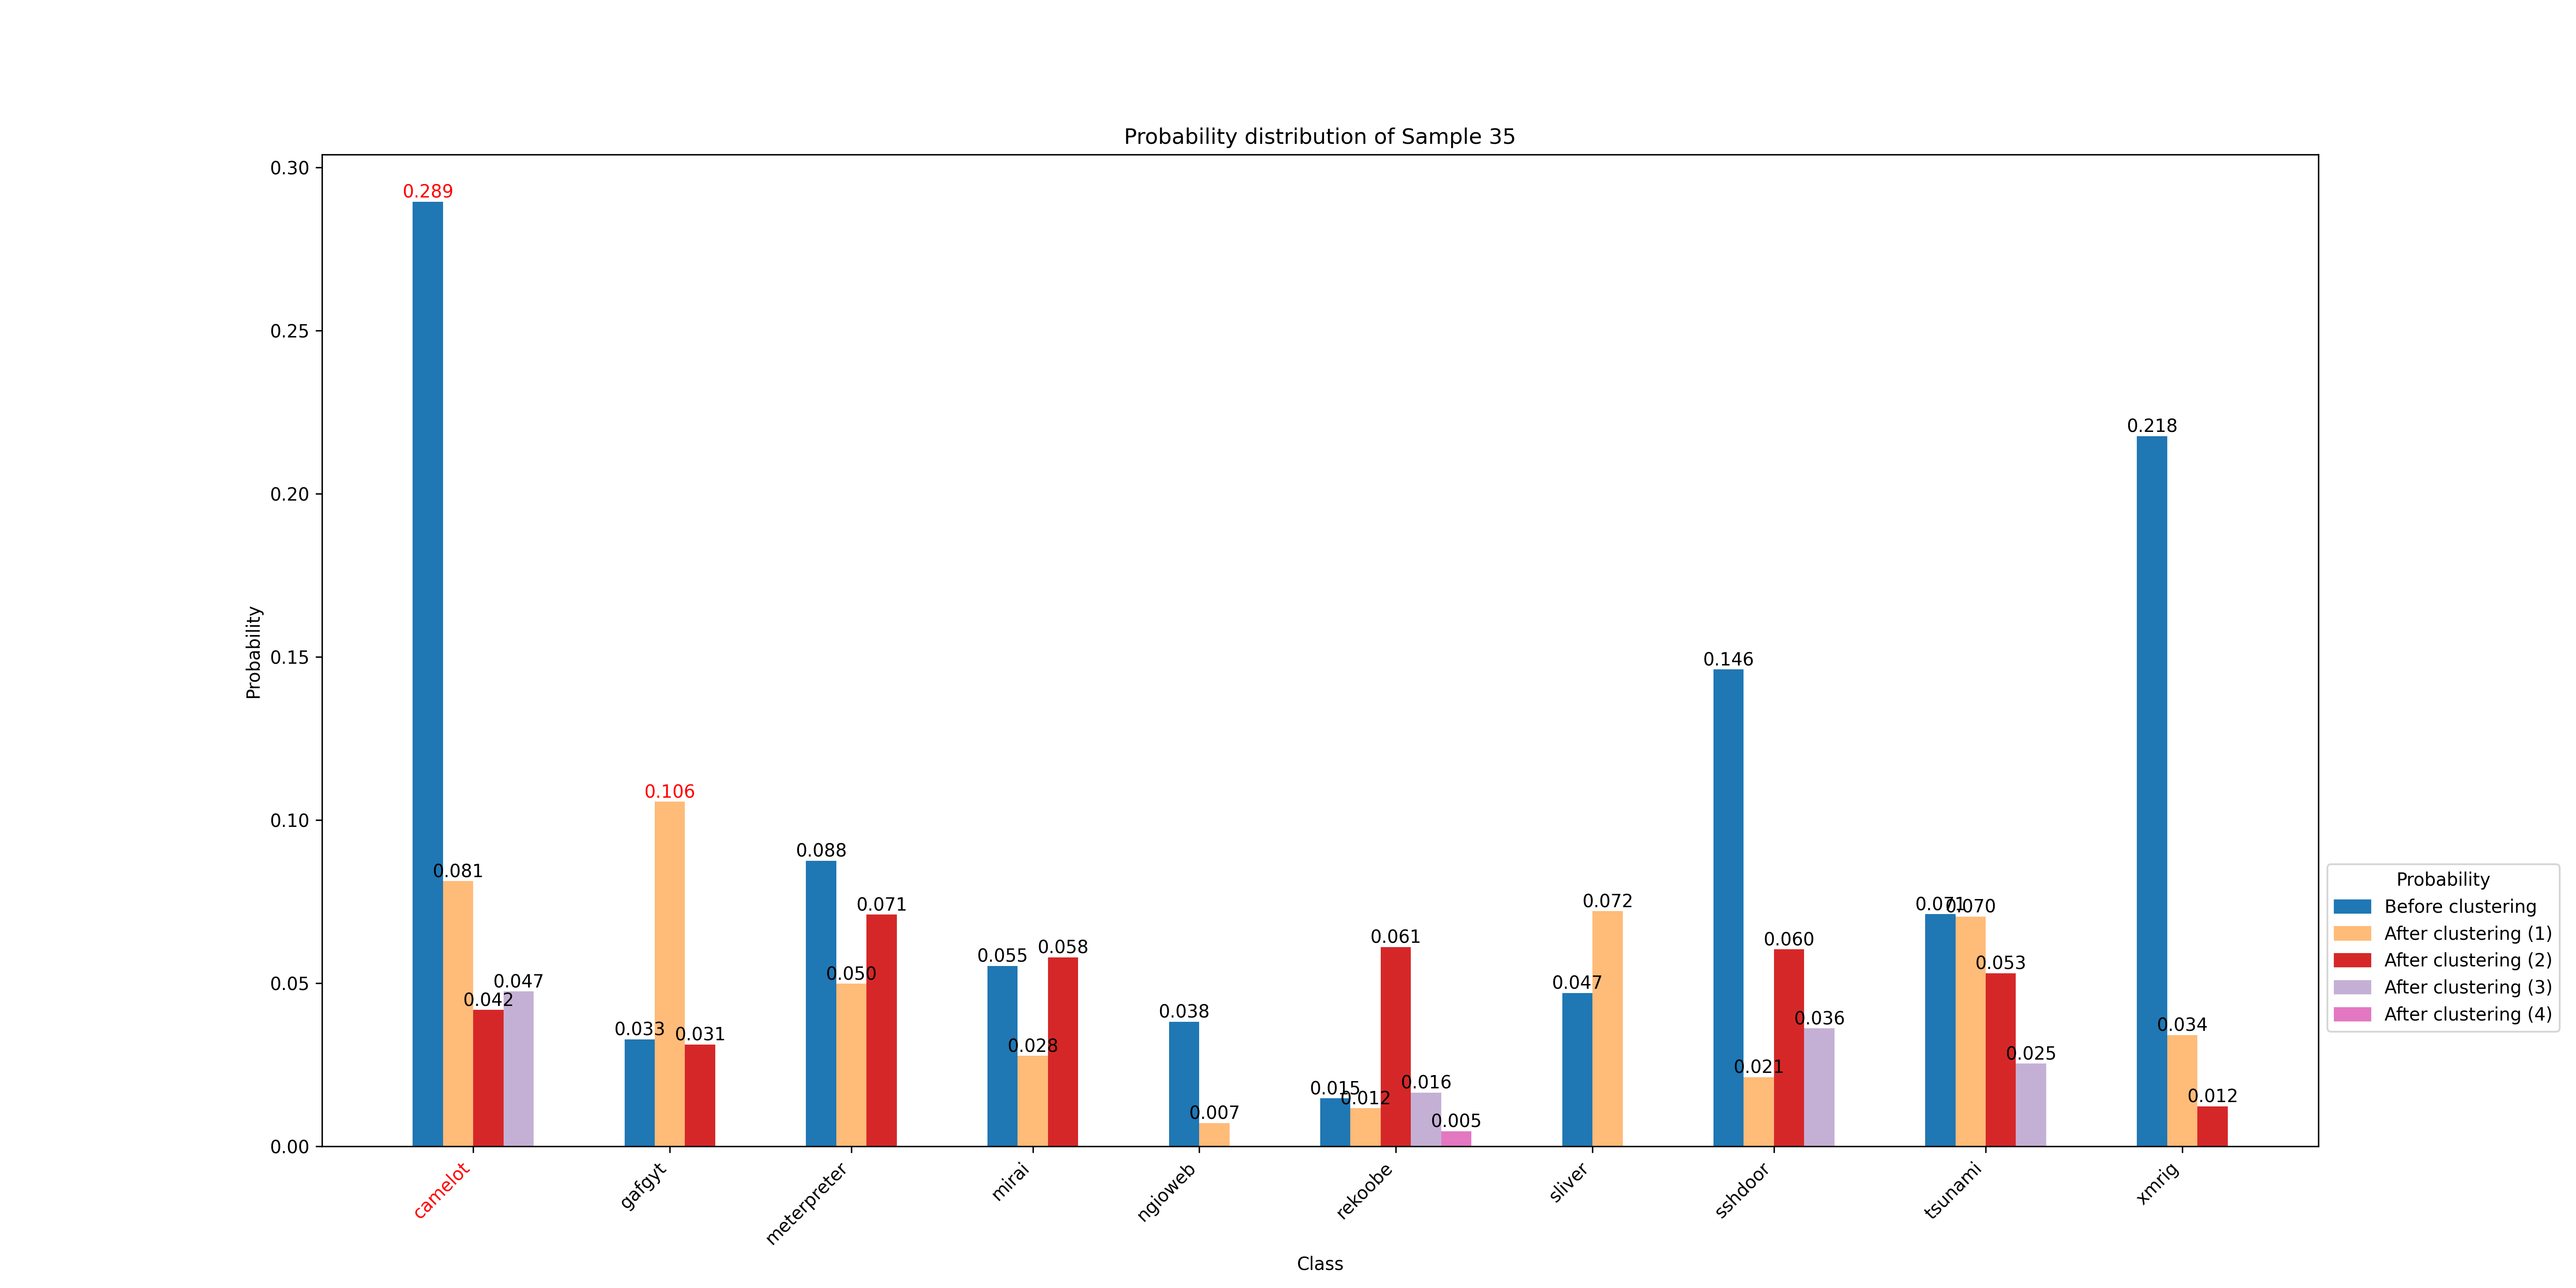 Probability distribution of Sample 35
0.30
0.25
0.20
0.15
0.10
0.05
0.00
Probability
0.289
0.081
0.042
0.047
0.033
0.106
0.031
0.088
0.050
0.071
0.055
0.028
0.058
0.038
0.007
0.015
0.012
0.061
0.016
0.005
0.047
0.072
0.146
0.021
0.060
0.036
0.071
0.070
0.053
0.025
0.218
0.034
0.012
camelot
gafgyt
meterpreter
mirai
ngioweb
rekoobe
sliver
sshdoor
tsunami
xmrig
Class
Probability
Before clustering
After clustering (1)
After clustering (2)
After clustering (3)
After clustering (4)